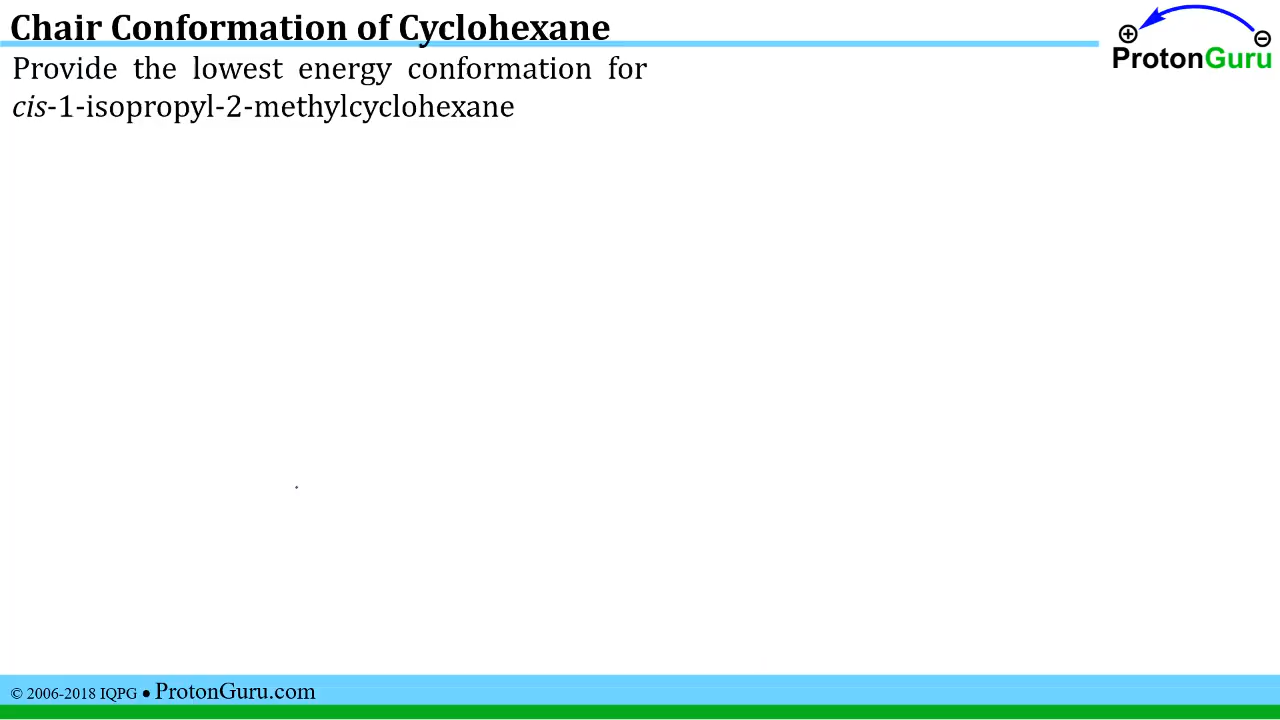 Chair Conformation of Cyclohexane
⊕ ⊖
ProtonGuru
Provide the lowest energy conformation for
cis-1-isopropyl-2-methylcyclohexane
© 2006-2018 IQPG ● ProtonGuru.com